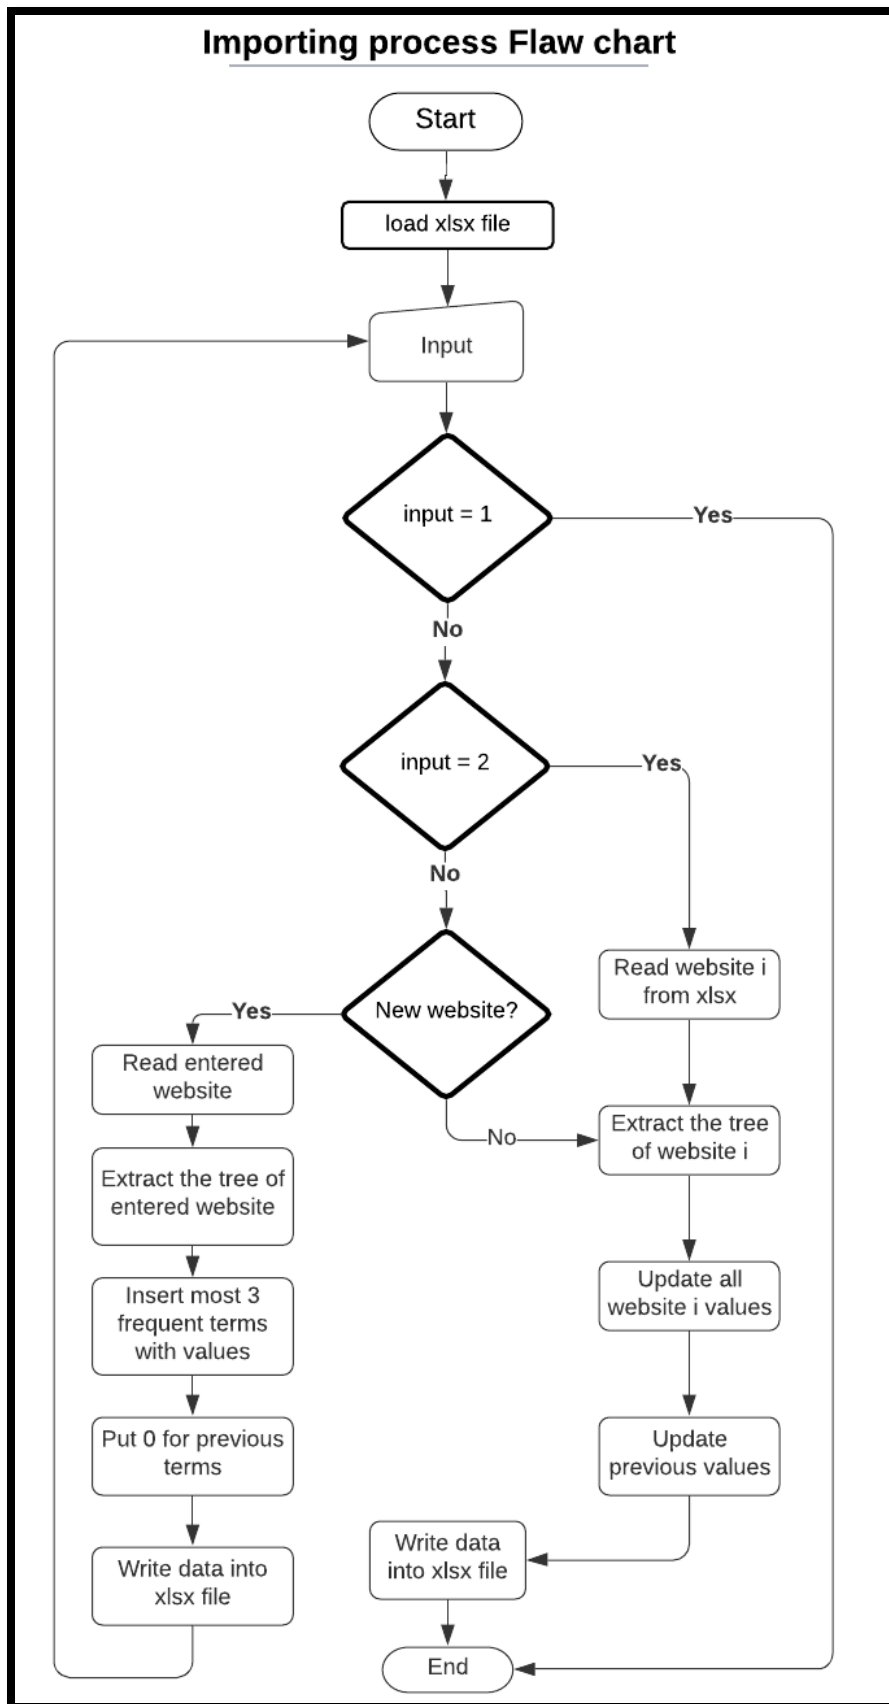 Importing process Flaw chart
Start
load xlsx file
Input
input = 1
Yes
No
input = 2
Yes
No
New website?
Yes
No
Read website i
from xlsx
Read entered
website
Extract the tree
of website i
Extract the tree of
entered website
Update all
website i values
Insert most 3
frequent terms
with values
Update
previous values
Put 0 for previous
terms
Write data
into xlsx file
Write data into
xlsx file
End